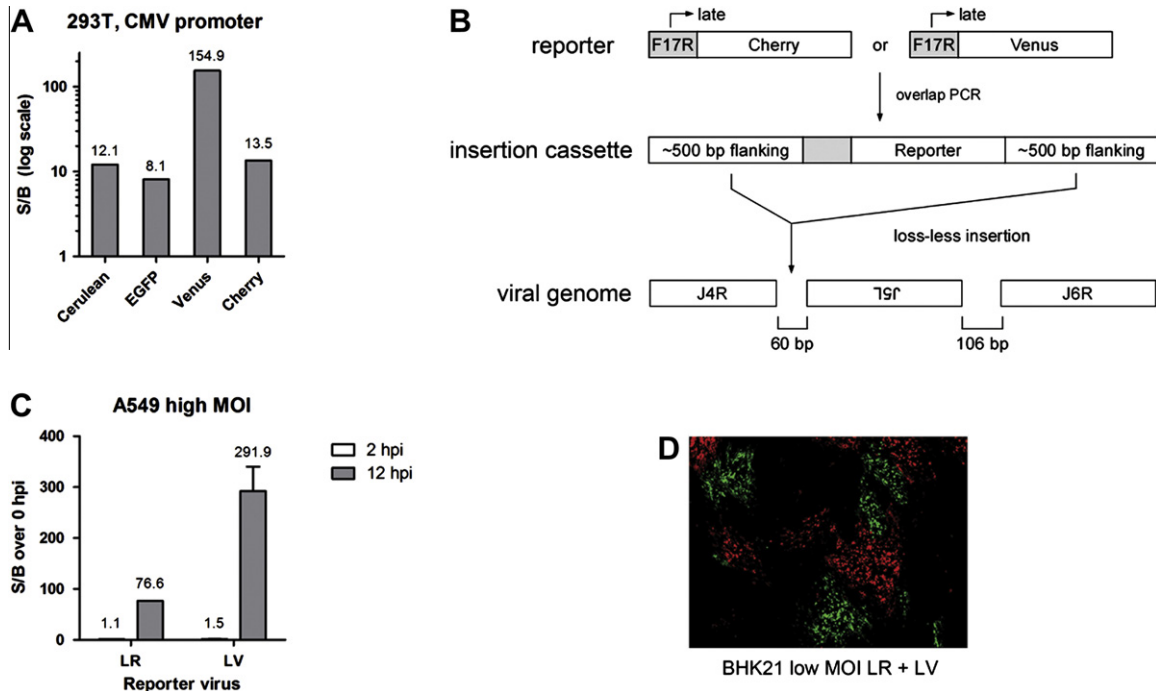 A
293T, CMV promoter
S/B (log scale)
100
10
1
12.1
8.1
154.9
13.5
Cerulean
EGFP
Venus
Cherry
B
reporter
late
F17R
Cherry
or
late
F17R
Venus
overlap PCR
insertion cassette
~500 bp flanking
Reporter
~500 bp flanking
loss-less insertion
viral genome
J4R
J5L
J6R
60 bp
106 bp
C
A549 high MOI
S/B over 0 hpi
400
300
200
100
0
1.1
76.6
1.5
291.9
LR
LV
Reporter virus
2 hpi
12 hpi
D
BHK21 low MOI LR + LV